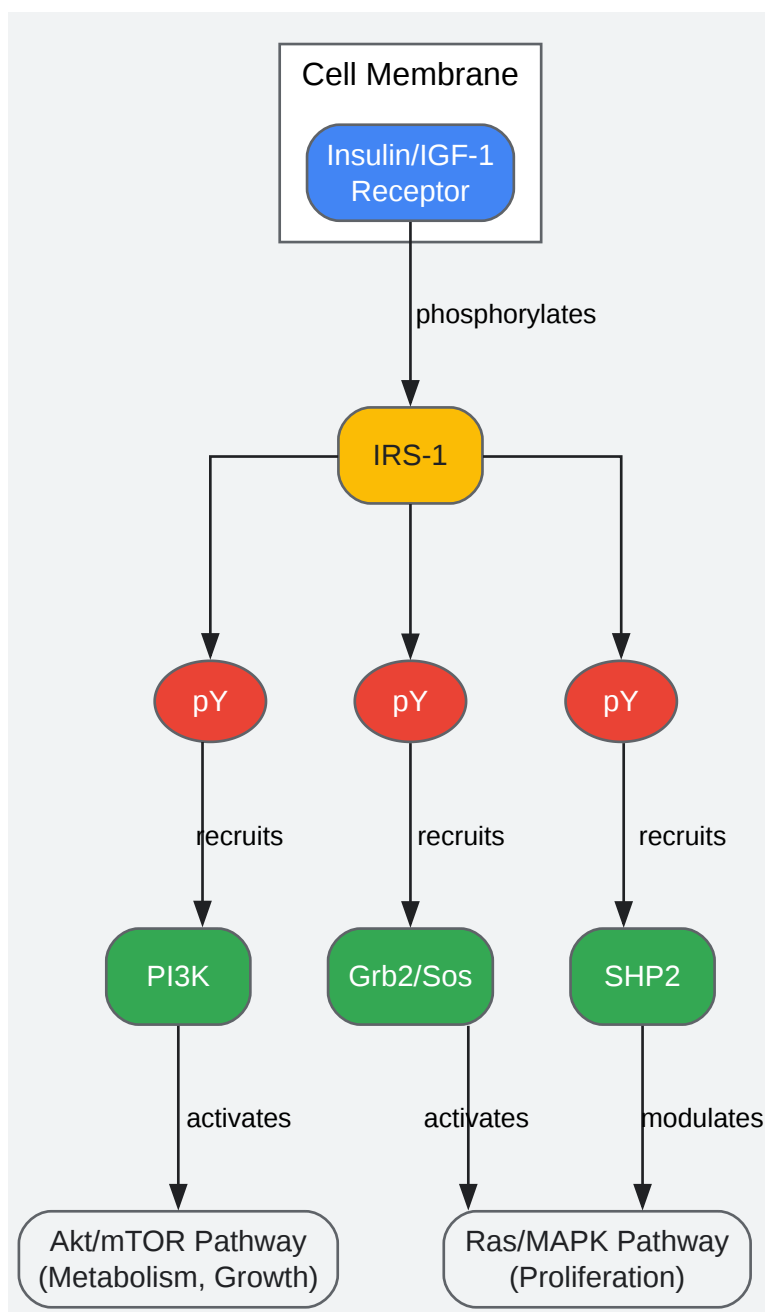 Cell Membrane
Insulin/IGF-1
Receptor
phosphorylates
IRS-1
pY
pY
pY
recruits
recruits
recruits
PI3K
Grb2/Sos
SHP2
activates
activates
modulates
Akt/mTOR Pathway
(Metabolism, Growth)
Ras/MAPK Pathway
(Proliferation)